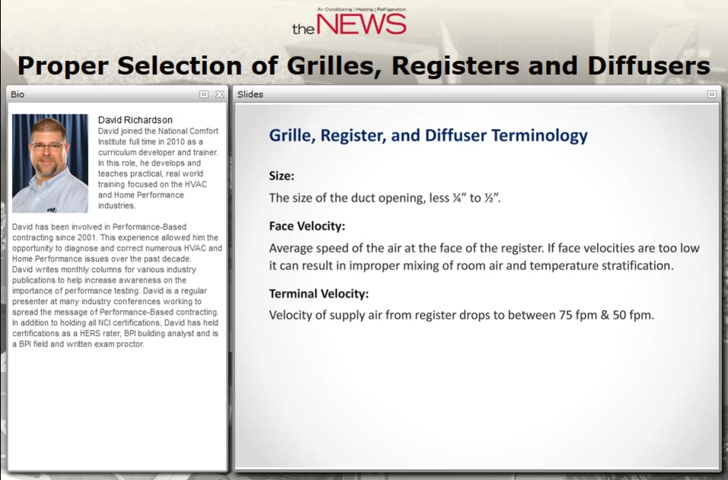 Air Conditioning | Heating | Refrigeration
the NEWS
Proper Selection of Grilles, Registers and Diffusers
Bio
David Richardson
David joined the National Comfort
Institute full time in 2010 as a
curriculum developer and trainer.
In this role, he develops and
teaches practical, real world
training focused on the HVAC
and Home Performance
industries.
David has been involved in Performance-Based
contracting since 2001. This experience allowed him the
opportunity to diagnose and correct numerous HVAC and
Home Performance issues over the past decade.
David writes monthly columns for various industry
publications to help increase awareness on the
importance of performance testing. David is a regular
presenter at many industry conferences working to
spread the message of Performance-Based contracting.
In addition to holding all NCI certifications, David has held
certifications as a HERS rater, BPI building analyst and is
a BPI field and written exam proctor.
Slides
Grille, Register, and Diffuser Terminology
Size:
The size of the duct opening, less ¼” to ½”.
Face Velocity:
Average speed of the air at the face of the register. If face velocities are too low
it can result in improper mixing of room air and temperature stratification.
Terminal Velocity:
Velocity of supply air from register drops to between 75 fpm & 50 fpm.